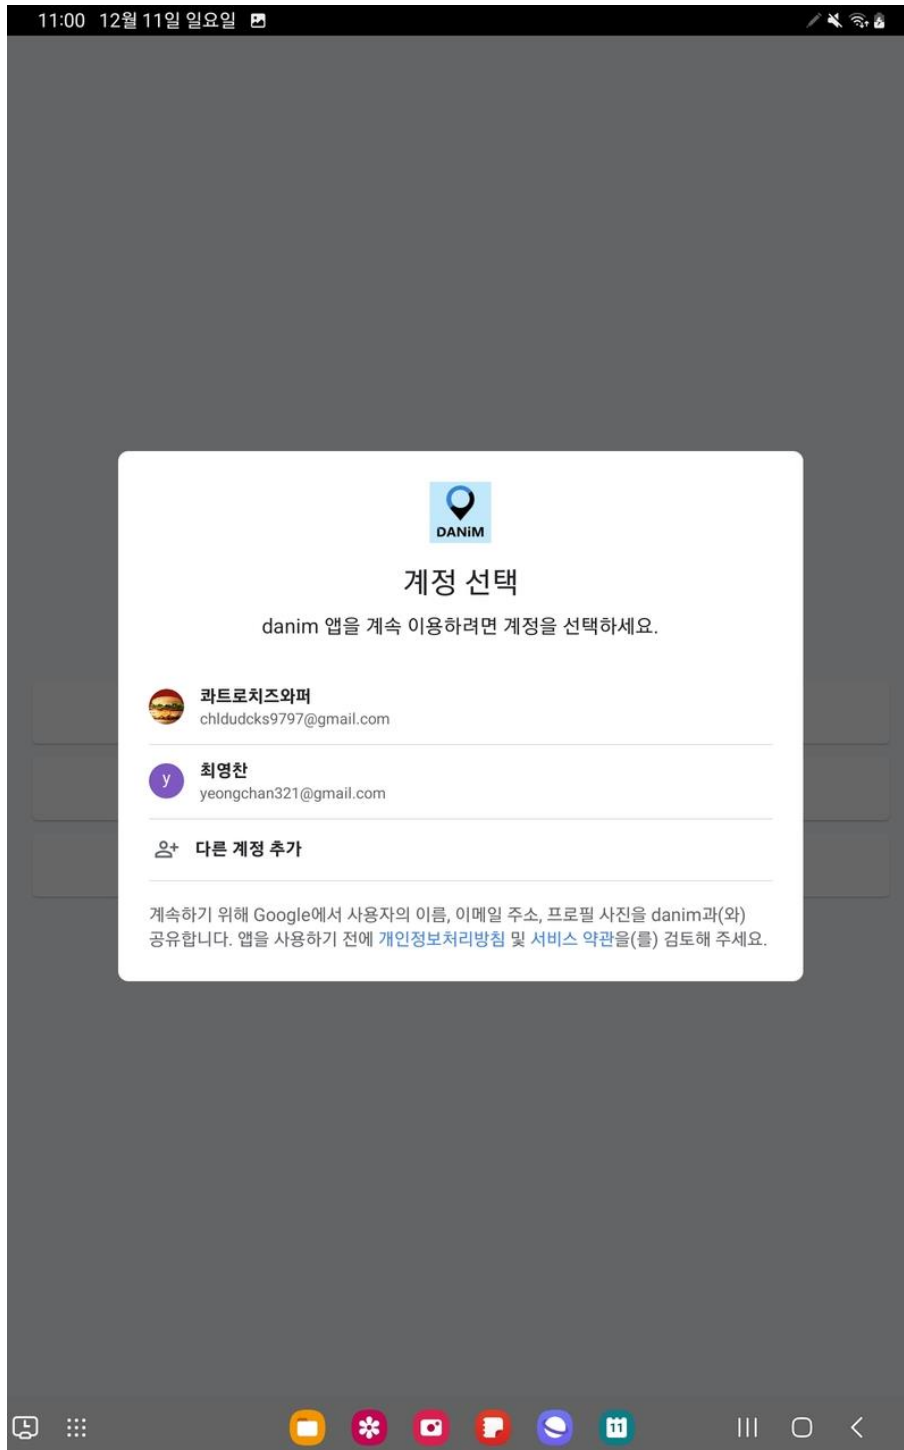 11:00 12월 11일 일요일
DANiM
계정 선택
danim 앱을 계속 이용하려면 계정을 선택하세요.
콰트로치즈와퍼
chldudcks9797@gmail.com
y
최영찬
yeongchan321@gmail.com
다른 계정 추가
계속하기 위해 Google에서 사용자의 이름, 이메일 주소, 프로필 사진을 danim과(와)
공유합니다. 앱을 사용하기 전에 개인정보처리방침 및 서비스 약관을(를) 검토해 주세요.
11